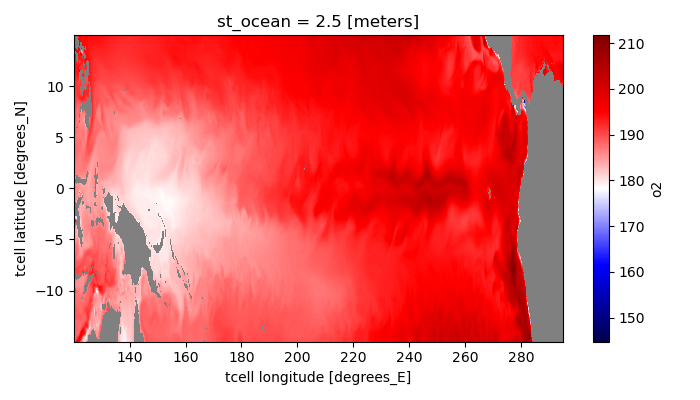 st_ocean = 2.5 [meters]
tcell latitude [degrees_N]
10
5
0
−5
−10
140 160 180 200 220 240 260 280
tcell longitude [degrees_E]
210
200
190
180
170
160
150
o2